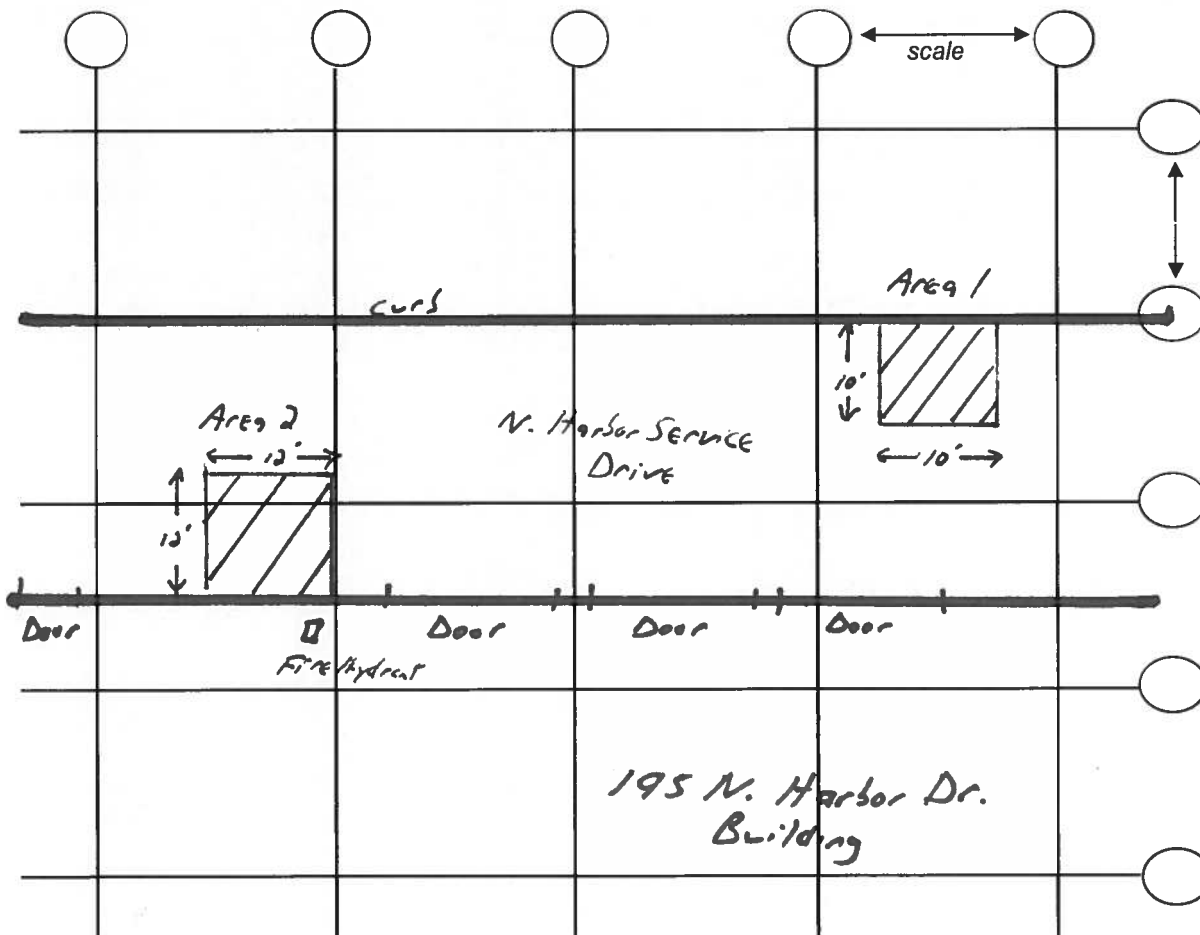 scale
Area 1
curb
10'
10'
Area 2
12'
12'
N. Harbor Service
Drive
Door
Door
Door
Door
Fire Hydrant
195 N. Harbor Dr.
Building